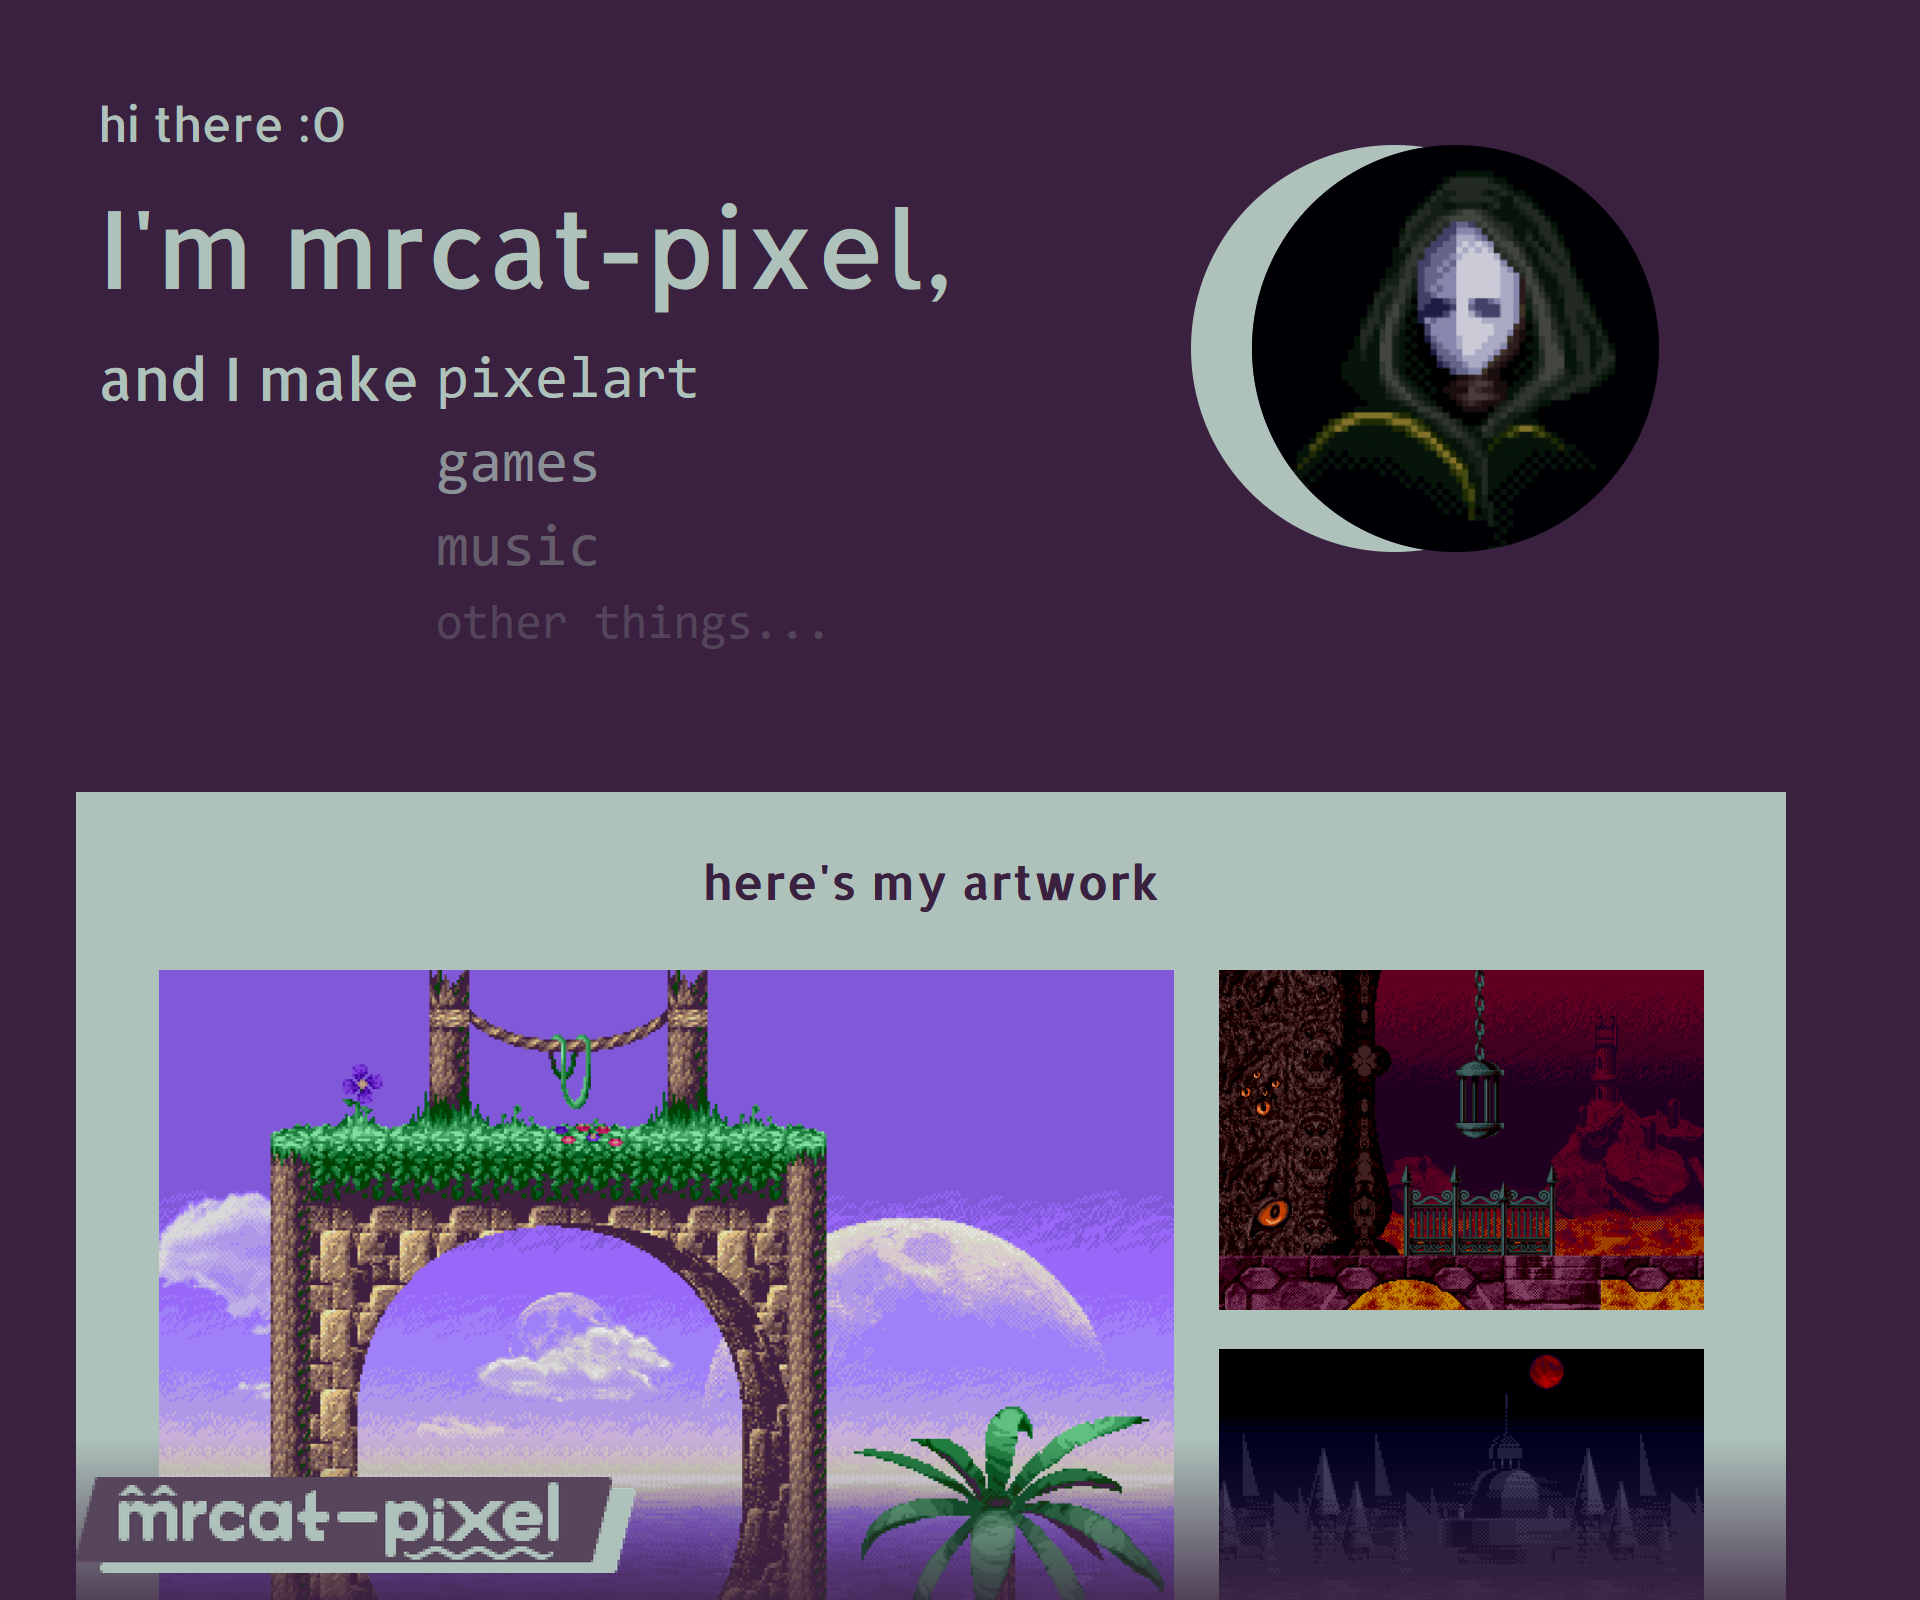 hi there :O
I'm mrcat-pixel,
and I make pixelart
games
music
other things...
here's my artwork
mrcat-pixel